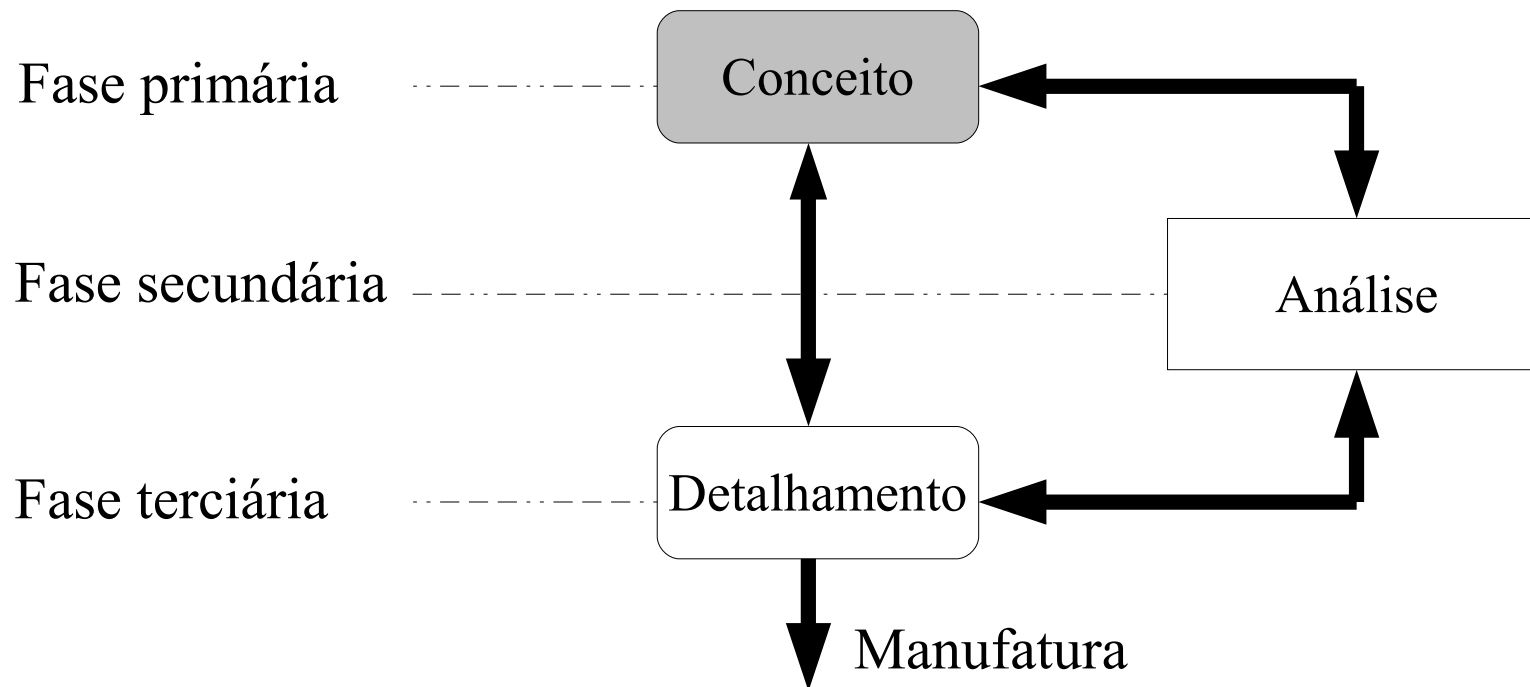 Fase primária
Conceito
Fase secundária
Análise
Fase terciária
Detalhamento
Manufatura